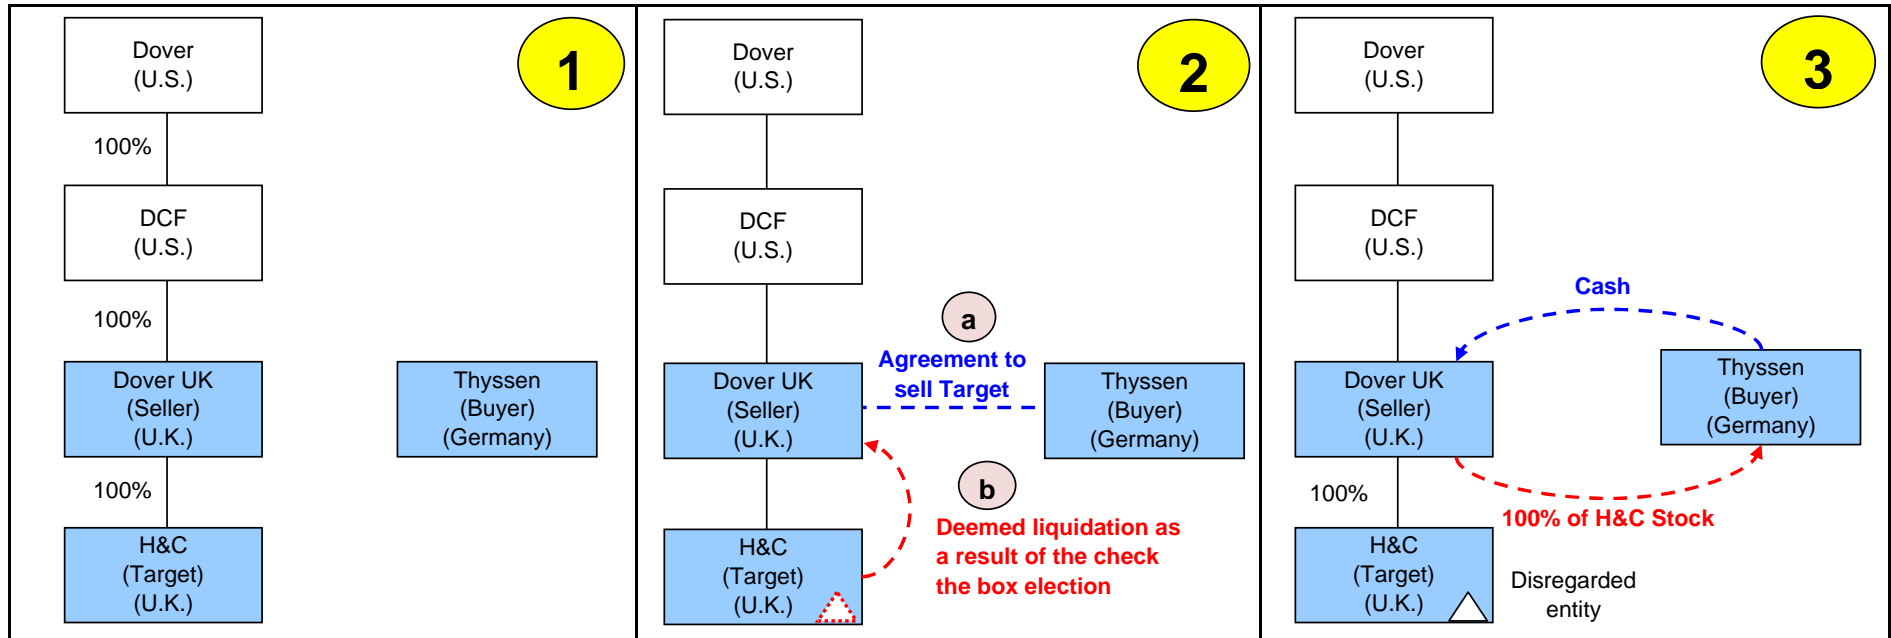 1
Dover
(U.S.)
100%
DCF
(U.S.)
100%
Dover UK
(Seller)
(U.K.)
Thyssen
(Buyer)
(Germany)
100%
H&C
(Target)
(U.K.)
2
Dover
(U.S.)
DCF
(U.S.)
a
Agreement to
sell Target
Dover UK
(Seller)
(U.K.)
Thyssen
(Buyer)
(Germany)
b
Deemed liquidation as
a result of the check
the box election
H&C
(Target)
(U.K.)
3
Dover
(U.S.)
DCF
(U.S.)
Cash
Dover UK
(Seller)
(U.K.)
Thyssen
(Buyer)
(Germany)
100%
100% of H&C Stock
H&C
(Target)
(U.K.)
Disregarded
entity